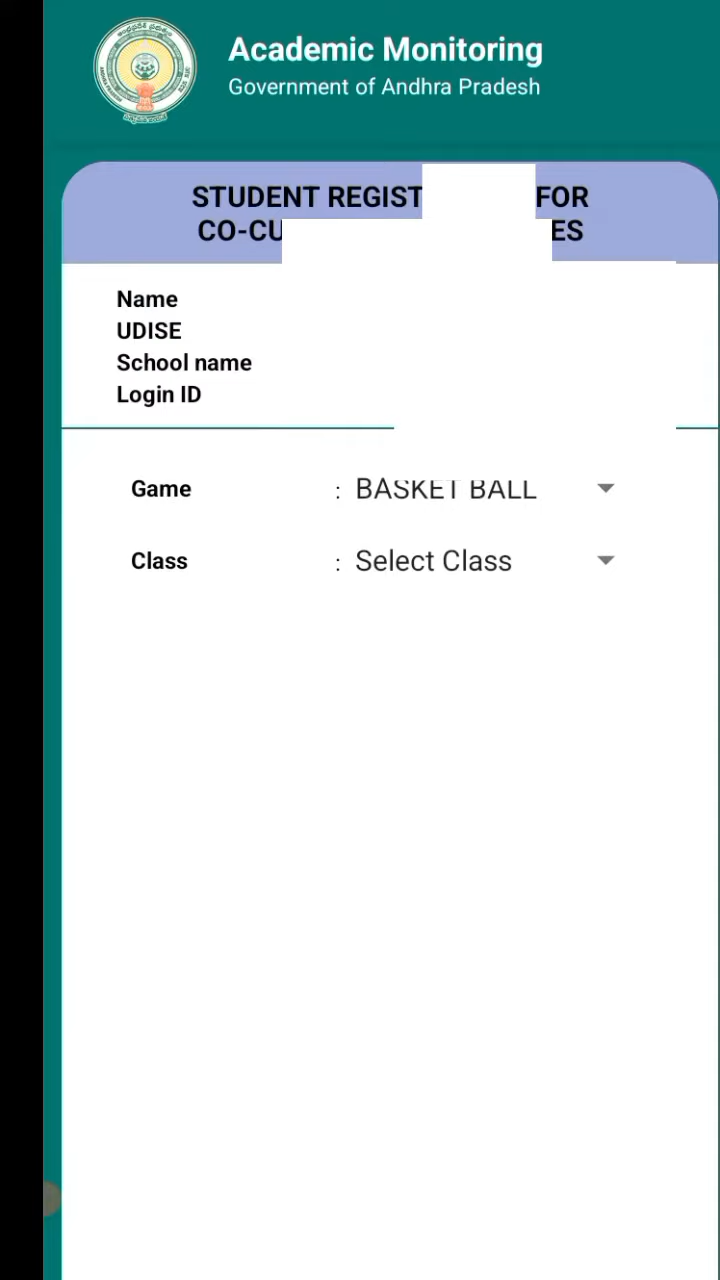 Academic Monitoring
Government of Andhra Pradesh
STUDENT REGIST FOR
CO-CU ES
Name
UDISE
School name
Login ID
Game : BASKET BALL
Class : Select Class